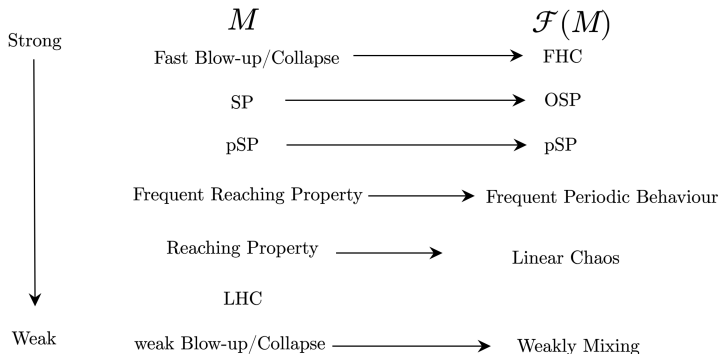 M F(M)
Strong
Fast Blow-up/Collapse FHC
SP OSP
pSP pSP
Frequent Reaching Property Frequent Periodic Behaviour
Reaching Property Linear Chaos
LHC
Weak weak Blow-up/Collapse Weakly Mixing